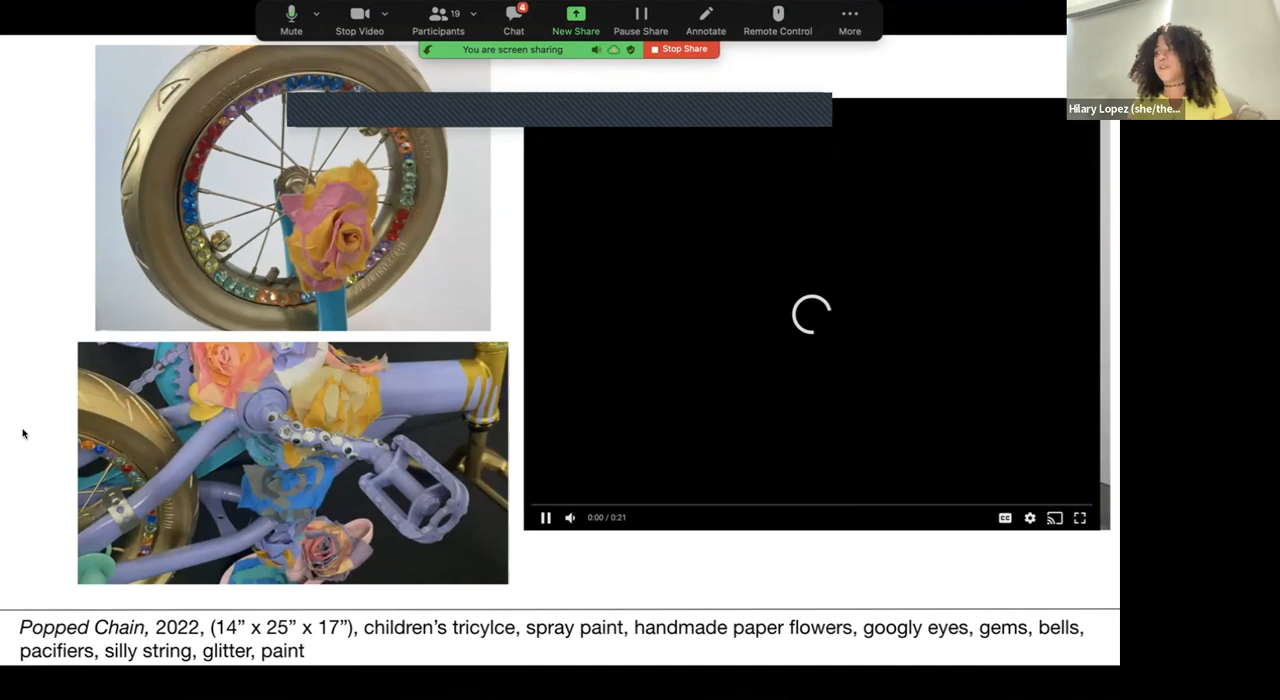 Mute
Stop Video
19
Participants
4
Chat
New Share
Pause Share
Annotate
Remote Control
More
You are screen sharing
Stop Share
Hilary Lopez (she/the...
0:00 / 0:21
CC
Popped Chain, 2022, (14” x 25” x 17”), children’s tricylce, spray paint, handmade paper flowers, googly eyes, gems, bells,
pacifiers, silly string, glitter, paint